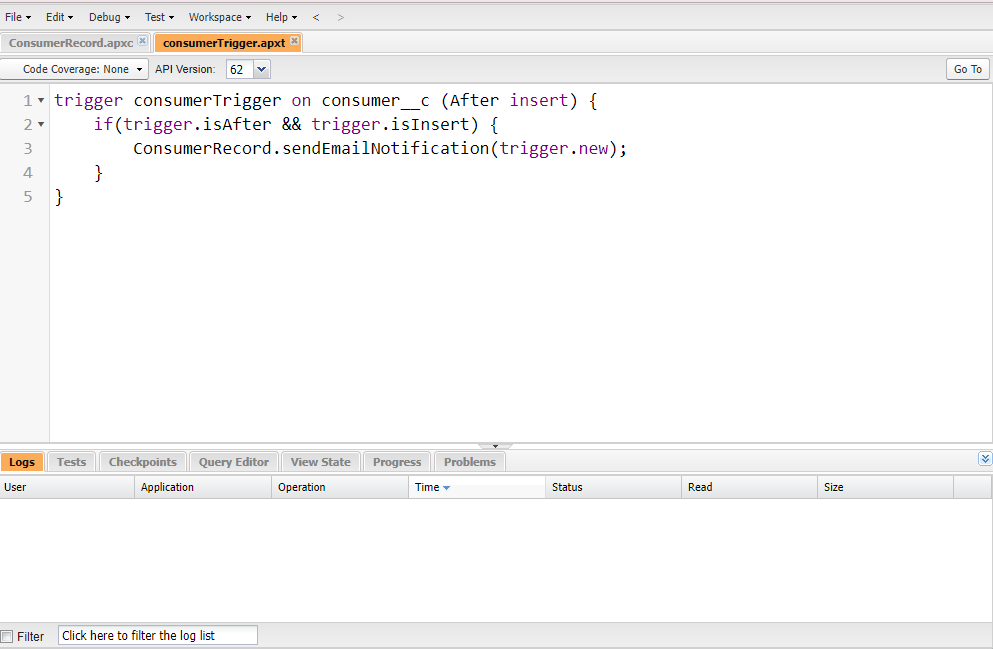 File Edit Debug Test Workspace Help < >
ConsumerRecord.apxc consumerTrigger.apxt
Code Coverage: None API Version: 62 Go To
1 trigger consumerTrigger on consumer__c (After insert) {
2 if(trigger.isAfter && trigger.isInsert) {
3 ConsumerRecord.sendEmailNotification(trigger.new);
4 }
5 }
Logs Tests Checkpoints Query Editor View State Progress Problems
User Application Operation Time Status Read Size
Filter Click here to filter the log list